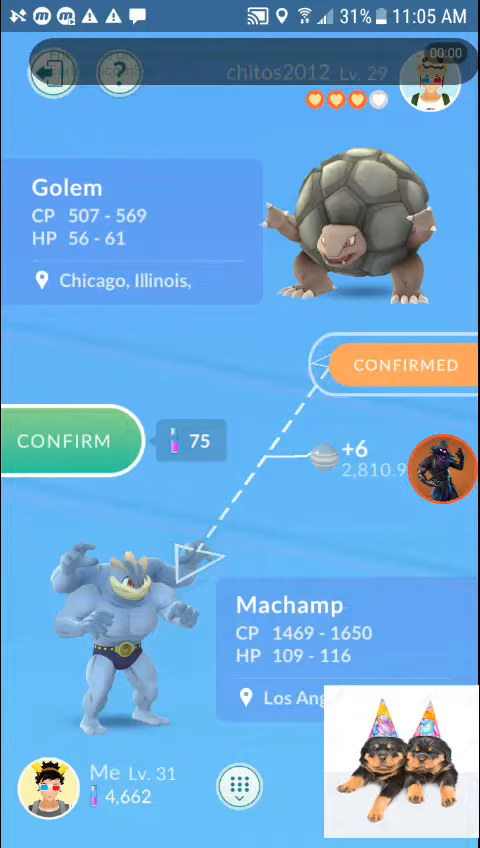 31% 11:05 AM
00:00
chitos2012 Lv. 29
?
Golem
CP 507 - 569
HP 56 - 61
Chicago, Illinois,
CONFIRMED
CONFIRM
75
+6
2,810.9
Machamp
CP 1469 - 1650
HP 109 - 116
Los Ang
Me Lv. 31
4,662